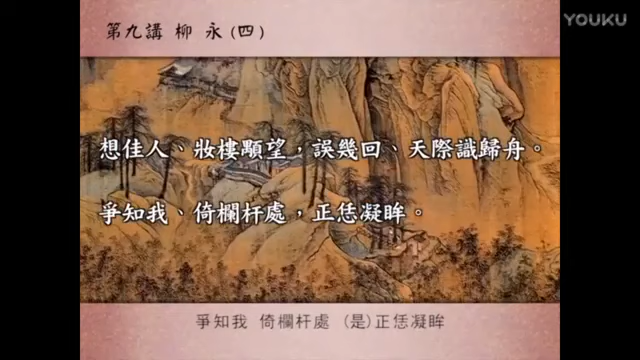 第九講 柳 永(四)
YOUKU
想佳人、妝樓顒望，誤幾回、天際識歸舟。
爭知我、倚欄杆處，正恁凝眸。
爭知我 倚欄杆處 (是)正恁凝眸